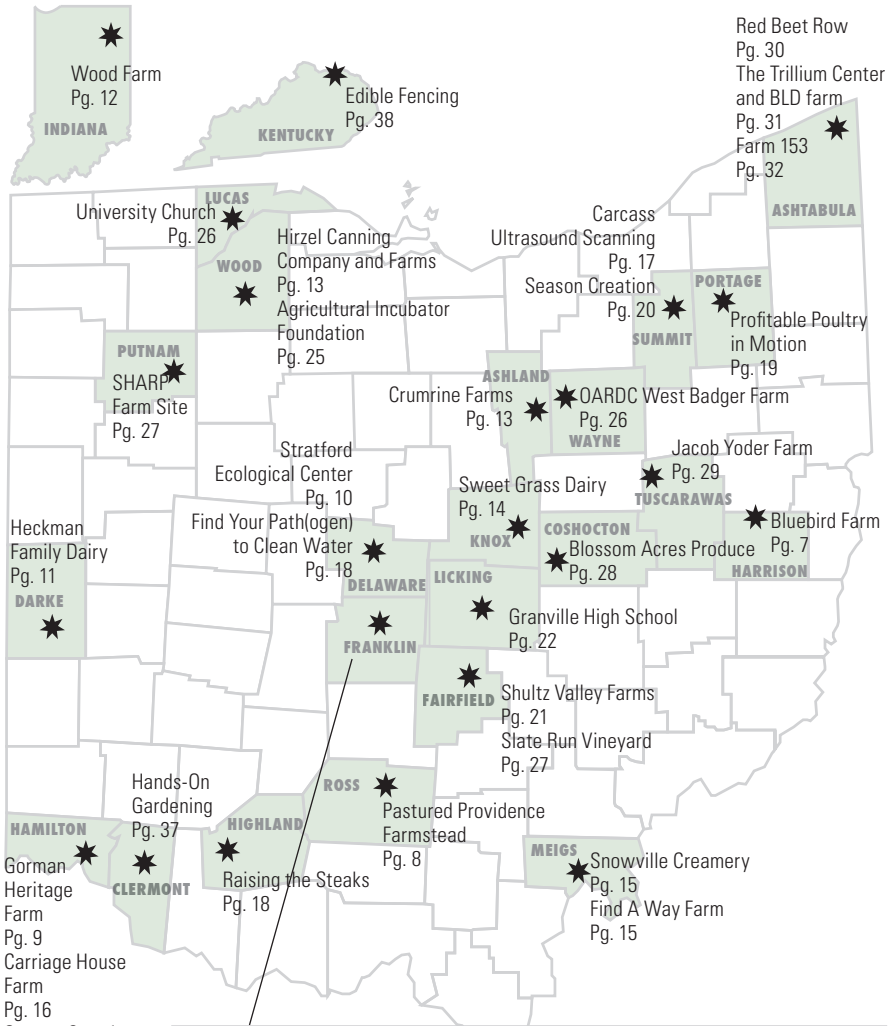 Wood Farm
Pg. 12
INDIANA
Edible Fencing
Pg. 38
KENTUCKY
Red Beet Row
Pg. 30
The Trillium Center
and BLD farm
Pg. 31
Farm 153
Pg. 32
ASHTABULA
LUCAS
University Church
Pg. 26
WOOD
Hirzel Canning
Company and Farms
Pg. 13
Agricultural Incubator
Foundation
Pg. 25
Carcass
Ultrasound Scanning
Pg. 17
Season Creation
Pg. 20
SUMMIT
PORTAGE
Profitable Poultry
in Motion
Pg. 19
PUTNAM
SHARP
Farm Site
Pg. 27
ASHLAND
Crumrine Farms
Pg. 13
OARDC West Badger Farm
Pg. 26
WAYNE
Stratford
Ecological Center
Pg. 10
Find Your Path(ogen)
to Clean Water
Pg. 18
DELAWARE
Sweet Grass Dairy
Pg. 14
KNOX
Jacob Yoder Farm
Pg. 29
TUSCARAWAS
COSHOCTON
Blossom Acres Produce
Pg. 28
Bluebird Farm
Pg. 7
HARRISON
Heckman
Family Dairy
Pg. 11
DARKE
LICKING
Granville High School
Pg. 22
FRANKLIN
FAIRFIELD
Shultz Valley Farms
Pg. 21
Slate Run Vineyard
Pg. 27
ROSS
Pastured Providence
Farmstead
Pg. 8
Hands-On
Gardening
Pg. 37
CLERMONT
HIGHLAND
Raising the Steaks
Pg. 18
MEIGS
Snowville Creamery
Pg. 15
Find A Way Farm
Pg. 15
HAMILTON
Gorman
Heritage
Farm
Pg. 9
Carriage House
Farm
Pg. 16